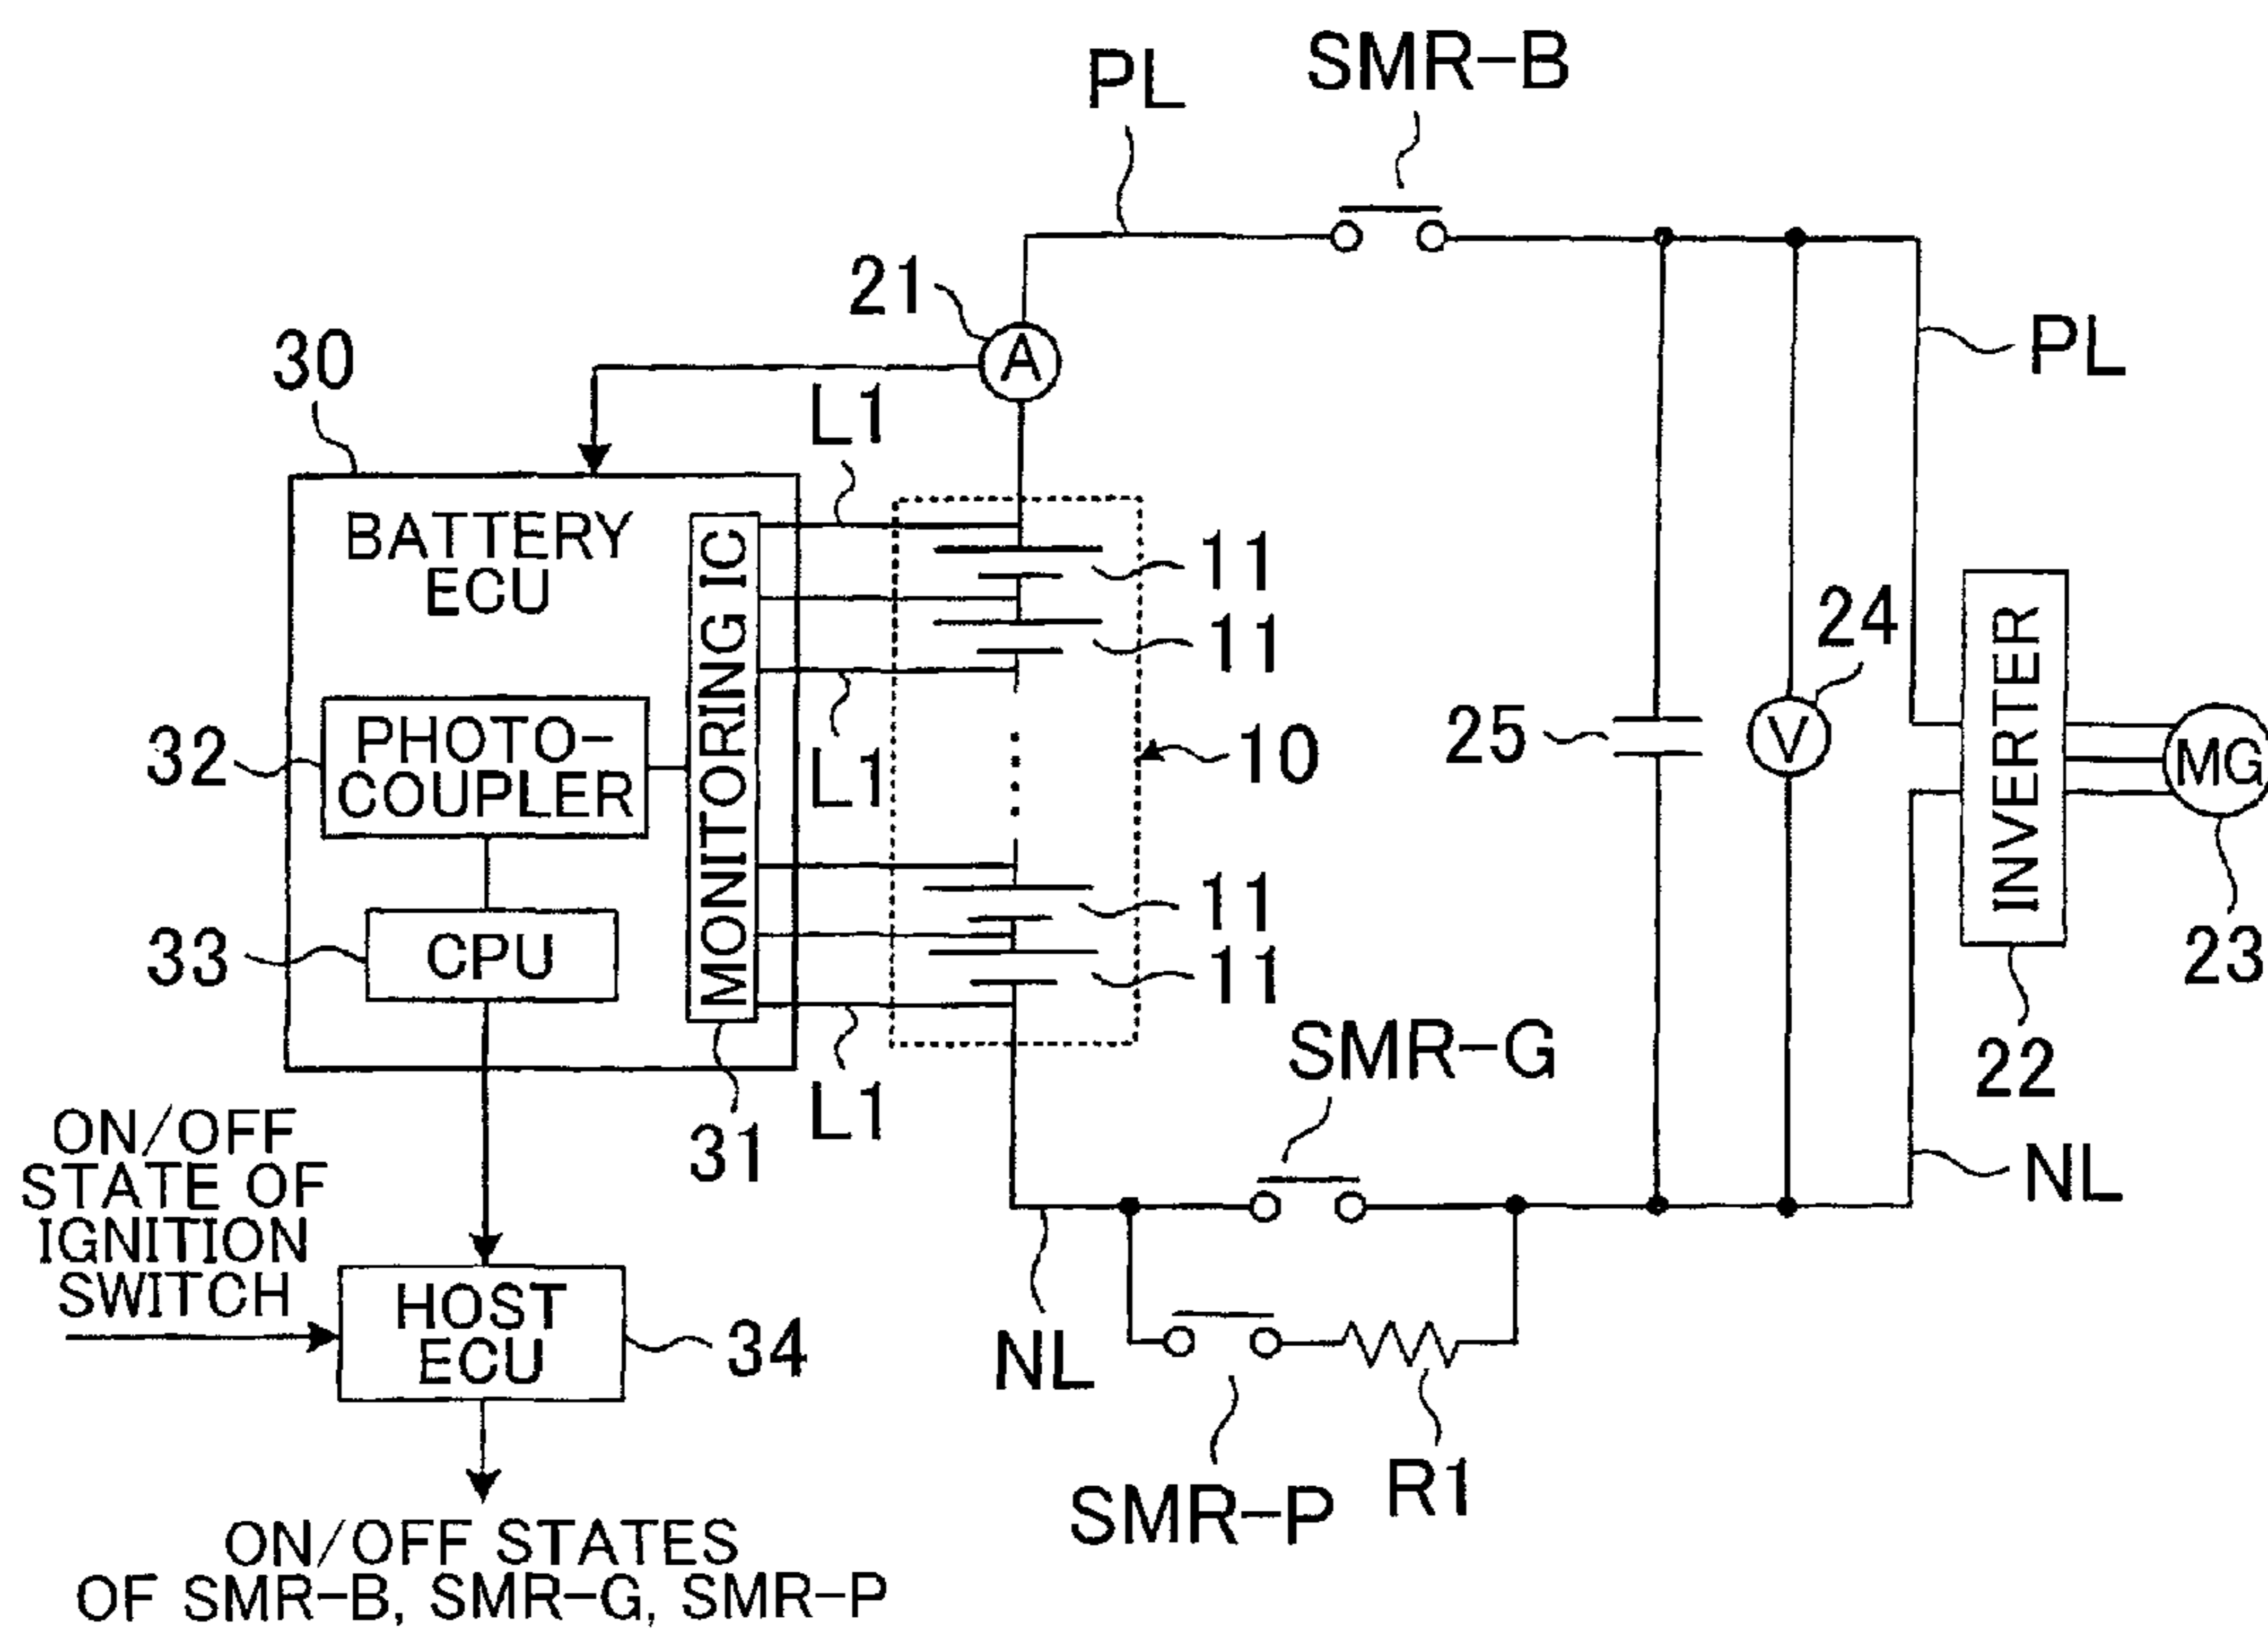 SMR-B
PL
21
A
30
L1
PL
BATTERY
ECU
MONITORING IC
11
11
24
PHOTO-
COUPLER
32
L1
10
25
V
INVERTER
MG
33
CPU
11
11
23
SMR-G
22
L1
31
NL
ON/OFF
STATE OF
IGNITION
SWITCH
HOST
ECU
34
NL
R1
SMR-P
ON/OFF STATES
OF SMR-B, SMR-G, SMR-P